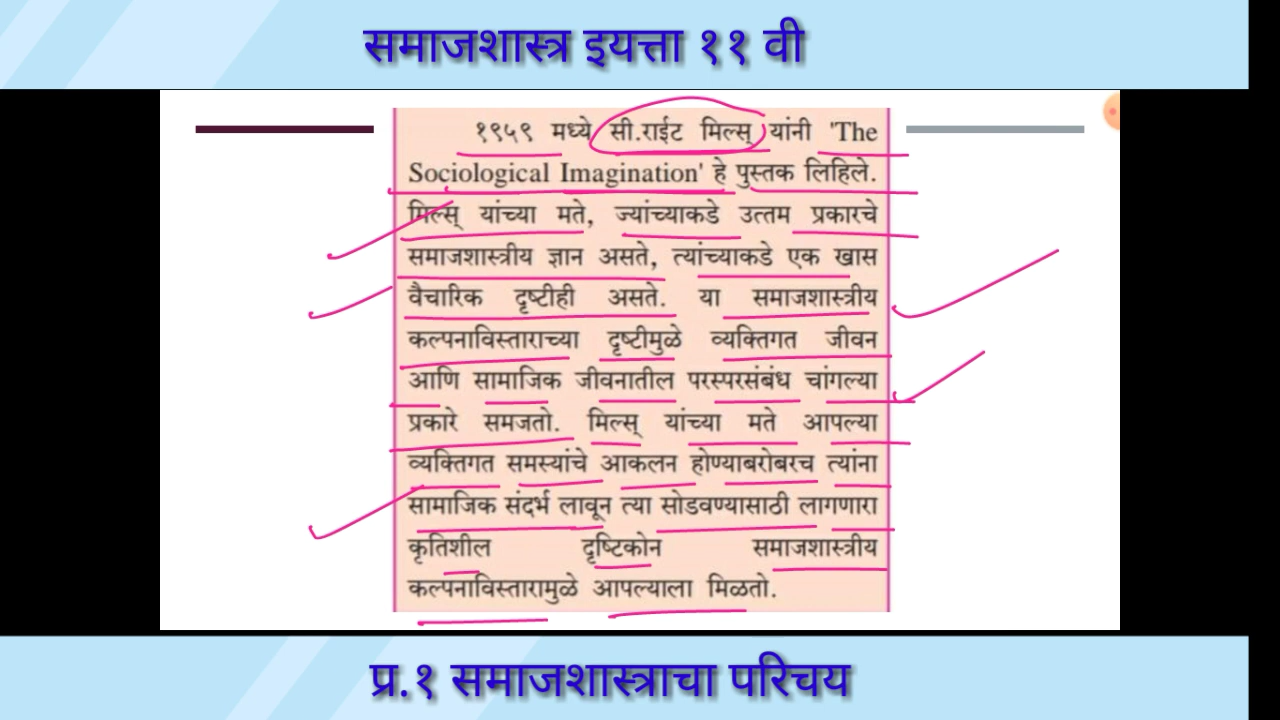 समाजशास्त्र इयत्ता ११ वी
१९५९ मध्ये सी.राईट मिल्स् यांनी 'The
Sociological Imagination' हे पुस्तक लिहिले.
मिल्स् यांच्या मते, ज्यांच्याकडे उत्तम प्रकारचे
समाजशास्त्रीय ज्ञान असते, त्यांच्याकडे एक खास
वैचारिक दृष्टीही असते. या समाजशास्त्रीय
कल्पनाविस्ताराच्या दृष्टीमुळे व्यक्तिगत जीवन
आणि सामाजिक जीवनातील परस्परसंबंध चांगल्या
प्रकारे समजतो. मिल्स् यांच्या मते आपल्या
व्यक्तिगत समस्यांचे आकलन होण्याबरोबरच त्यांना
सामाजिक संदर्भ लावून त्या सोडवण्यासाठी लागणारा
कृतिशील दृष्टिकोन समाजशास्त्रीय
कल्पनाविस्तारामुळे आपल्याला मिळतो.
प्र.१ समाजशास्त्राचा परिचय